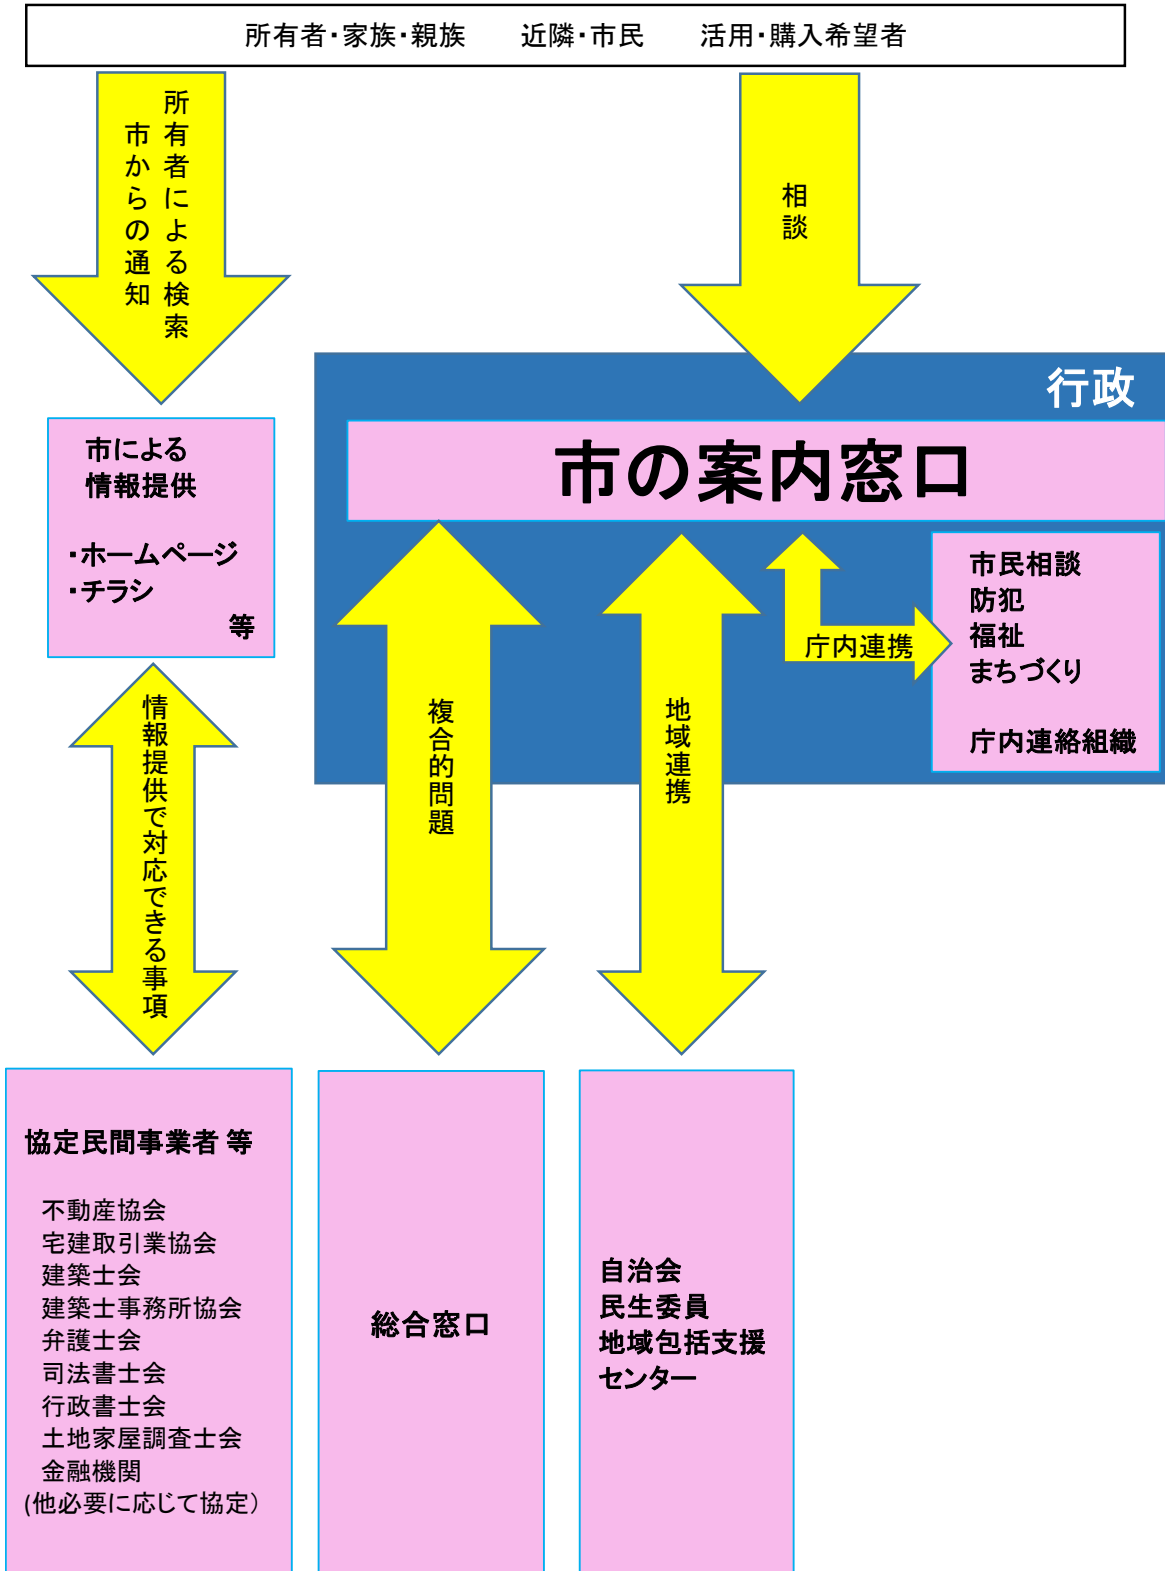 所有者・家族・親族　　近隣・市民　　活用・購入希望者
所有者による検索
市からの通知
相談
行政
市の案内窓口
市による
情報提供
・ホームページ
・チラシ
等
市民相談
防犯
福祉
まちづくり
庁内連絡組織
庁内連携
情報提供で対応できる事項
複合的問題
地域連携
協定民間事業者 等
不動産協会
宅建取引業協会
建築士会
建築士事務所協会
弁護士会
司法書士会
行政書士会
土地家屋調査士会
金融機関
(他必要に応じて協定）
総合窓口
自治会
民生委員
地域包括支援
センター